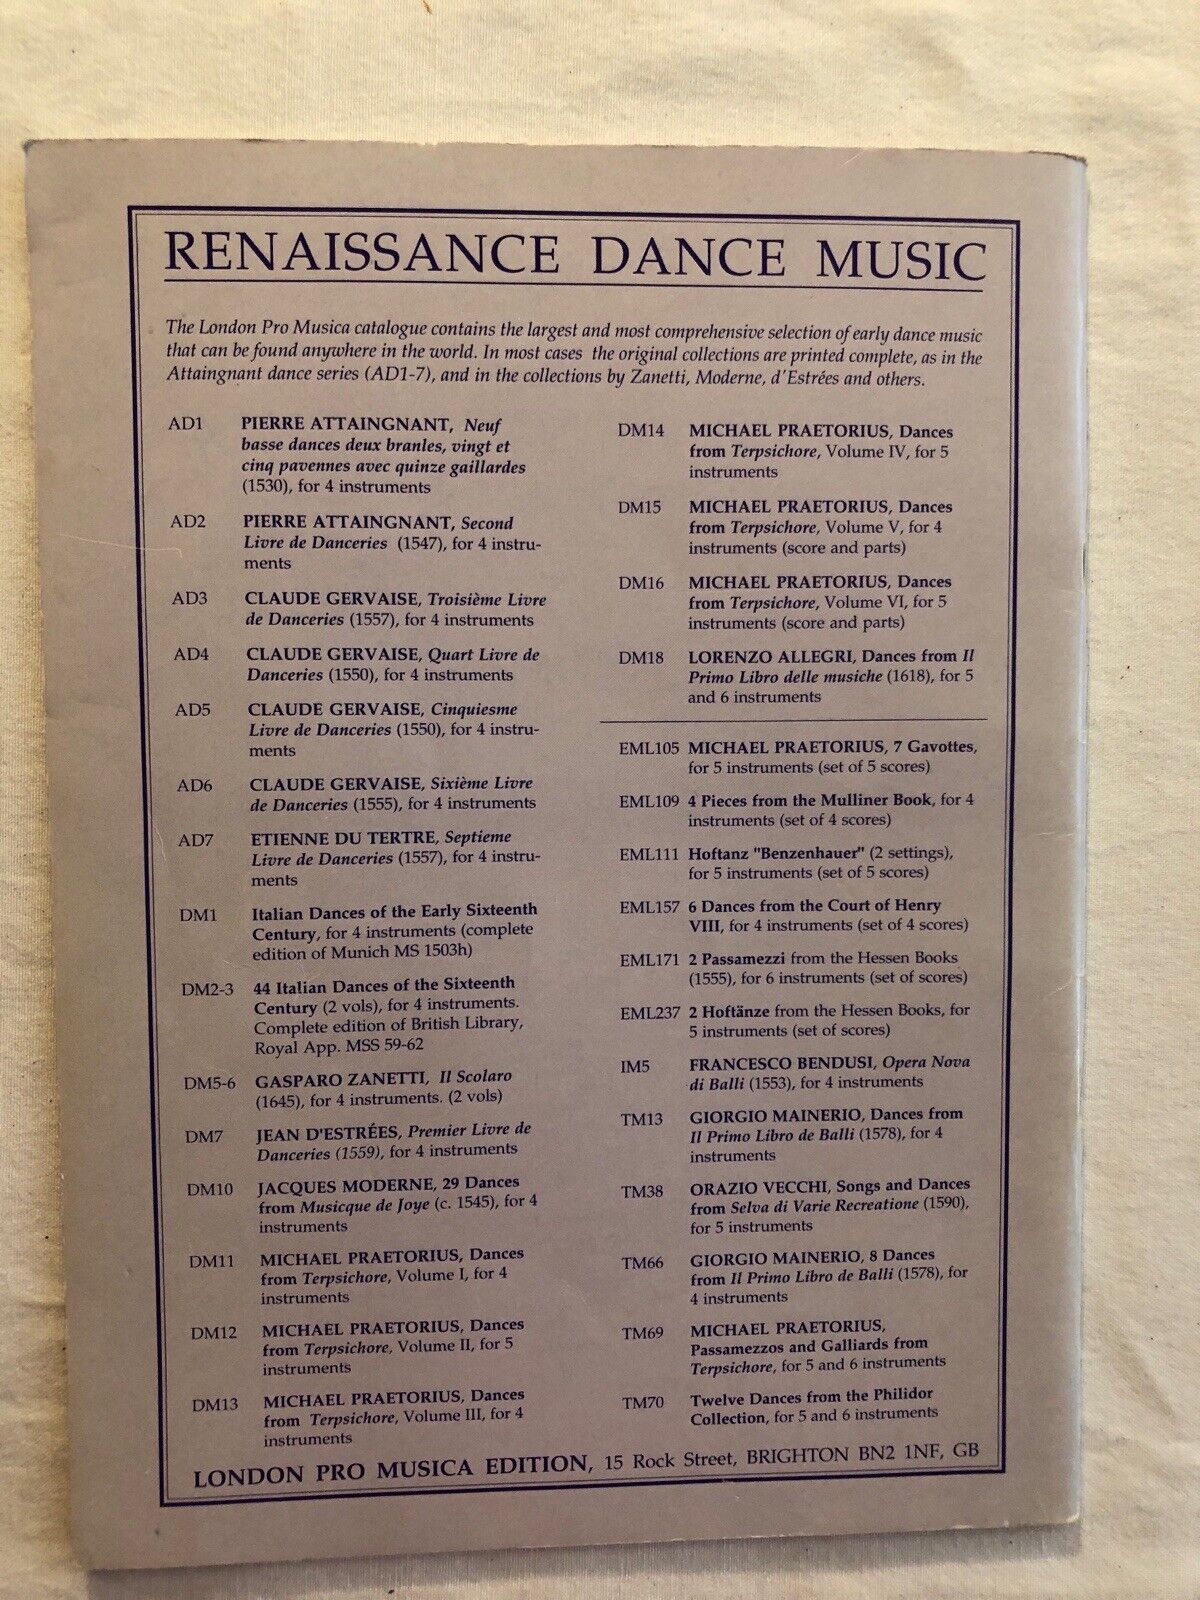 RENAISSANCE DANCE MUSIC
The London Pro Musica catalogue contains the largest and most comprehensive selection of early dance music
that can be found anywhere in the world. In most cases the original collections are printed complete, as in the
Attaingnant dance series (AD1-7), and in the collections by Zanetti, Moderne, d'Estrées and others.
AD1 PIERRE ATTAINGNANT, Neuf
basse dances deux branles, vingt et
cinq pavennes avec quinze gaillardes
(1530), for 4 instruments
AD2 PIERRE ATTAINGNANT, Second
Livre de Danceries (1547), for 4 instru-
ments
AD3 CLAUDE GERVAISE, Troisième Livre
de Danceries (1557), for 4 instruments
AD4 CLAUDE GERVAISE, Quart Livre de
Danceries (1550), for 4 instruments
AD5 CLAUDE GERVAISE, Cinquiesme
Livre de Danceries (1550), for 4 instru-
ments
AD6 CLAUDE GERVAISE, Sixième Livre
de Danceries (1555), for 4 instruments
AD7 ETIENNE DU TERTRE, Septieme
Livre de Danceries (1557), for 4 instru-
ments
DM1 Italian Dances of the Early Sixteenth
Century, for 4 instruments (complete
edition of Munich MS 1503h)
DM2-3 44 Italian Dances of the Sixteenth
Century (2 vols), for 4 instruments.
Complete edition of British Library,
Royal App. MSS 59-62
DM5-6 GASPARO ZANETTI, Il Scolaro
(1645), for 4 instruments. (2 vols)
DM7 JEAN D'ESTRÉES, Premier Livre de
Danceries (1559), for 4 instruments
DM10 JACQUES MODERNE, 29 Dances
from Musicque de Joye (c. 1545), for 4
instruments
DM11 MICHAEL PRAETORIUS, Dances
from Terpsichore, Volume I, for 4
instruments
DM12 MICHAEL PRAETORIUS, Dances
from Terpsichore, Volume II, for 5
instruments
DM13 MICHAEL PRAETORIUS, Dances
from Terpsichore, Volume III, for 4
instruments
DM14 MICHAEL PRAETORIUS, Dances
from Terpsichore, Volume IV, for 5
instruments
DM15 MICHAEL PRAETORIUS, Dances
from Terpsichore, Volume V, for 4
instruments (score and parts)
DM16 MICHAEL PRAETORIUS, Dances
from Terpsichore, Volume VI, for 5
instruments (score and parts)
DM18 LORENZO ALLEGRI, Dances from Il
Primo Libro delle musiche (1618), for 5
and 6 instruments
EML105 MICHAEL PRAETORIUS, 7 Gavottes,
for 5 instruments (set of 5 scores)
EML109 4 Pieces from the Mulliner Book, for 4
instruments (set of 4 scores)
EML111 Hoftanz "Benzenhauer" (2 settings),
for 5 instruments (set of 5 scores)
EML157 6 Dances from the Court of Henry
VIII, for 4 instruments (set of 4 scores)
EML171 2 Passamezzi from the Hessen Books
(1555), for 6 instruments (set of scores)
EML237 2 Hoftänze from the Hessen Books, for
5 instruments (set of scores)
IM5 FRANCESCO BENDUSI, Opera Nova
di Balli (1553), for 4 instruments
TM13 GIORGIO MAINERIO, Dances from
Il Primo Libro de Balli (1578), for 4
instruments
TM38 ORAZIO VECCHI, Songs and Dances
from Selva di Varie Recreatione (1590),
for 5 instruments
TM66 GIORGIO MAINERIO, 8 Dances
from Il Primo Libro de Balli (1578), for
4 instruments
TM69 MICHAEL PRAETORIUS,
Passamezzos and Galliards from
Terpsichore, for 5 and 6 instruments
TM70 Twelve Dances from the Philidor
Collection, for 5 and 6 instruments
LONDON PRO MUSICA EDITION, 15 Rock Street, BRIGHTON BN2 1NF, GB